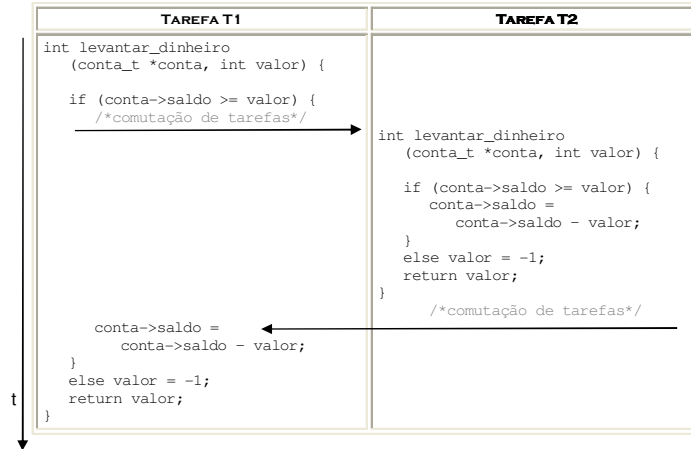 TAREFA T1
TAREFA T2
int levantar_dinheiro
(conta_t *conta, int valor) {
if (conta->saldo >= valor) {
/*comutação de tarefas*/
int levantar_dinheiro
(conta_t *conta, int valor) {
if (conta->saldo >= valor) {
conta->saldo =
conta->saldo - valor;
}
else valor = -1;
return valor;
}
/*comutação de tarefas*/
conta->saldo =
conta->saldo - valor;
}
else valor = -1;
return valor;
}
t